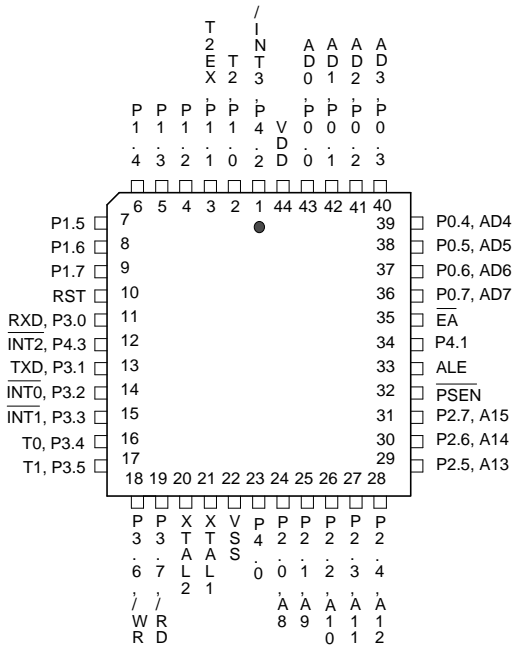 P1.4
P1.3
P1.2
T2EX, P1.1
T2, P1.0
/INT3, P4.2
VDD
AD0, P0.0
AD1, P0.1
AD2, P0.2
AD3, P0.3
6 5 4 3 2 1 44 43 42 41 40
P1.5 7
P1.6 8
P1.7 9
RST 10
RXD, P3.0 11
INT2, P4.3 12
TXD, P3.1 13
INT0, P3.2 14
INT1, P3.3 15
T0, P3.4 16
T1, P3.5 17
39 P0.4, AD4
38 P0.5, AD5
37 P0.6, AD6
36 P0.7, AD7
35 EA
34 P4.1
33 ALE
32 PSEN
31 P2.7, A15
30 P2.6, A14
29 P2.5, A13
18 19 20 21 22 23 24 25 26 27 28
P3.6, /WR
P3.7, /RD
XTAL2
XTAL1
VSS
P4.0
P2.0, A8
P2.1, A9
P2.2, A10
P2.3, A11
P2.4, A12